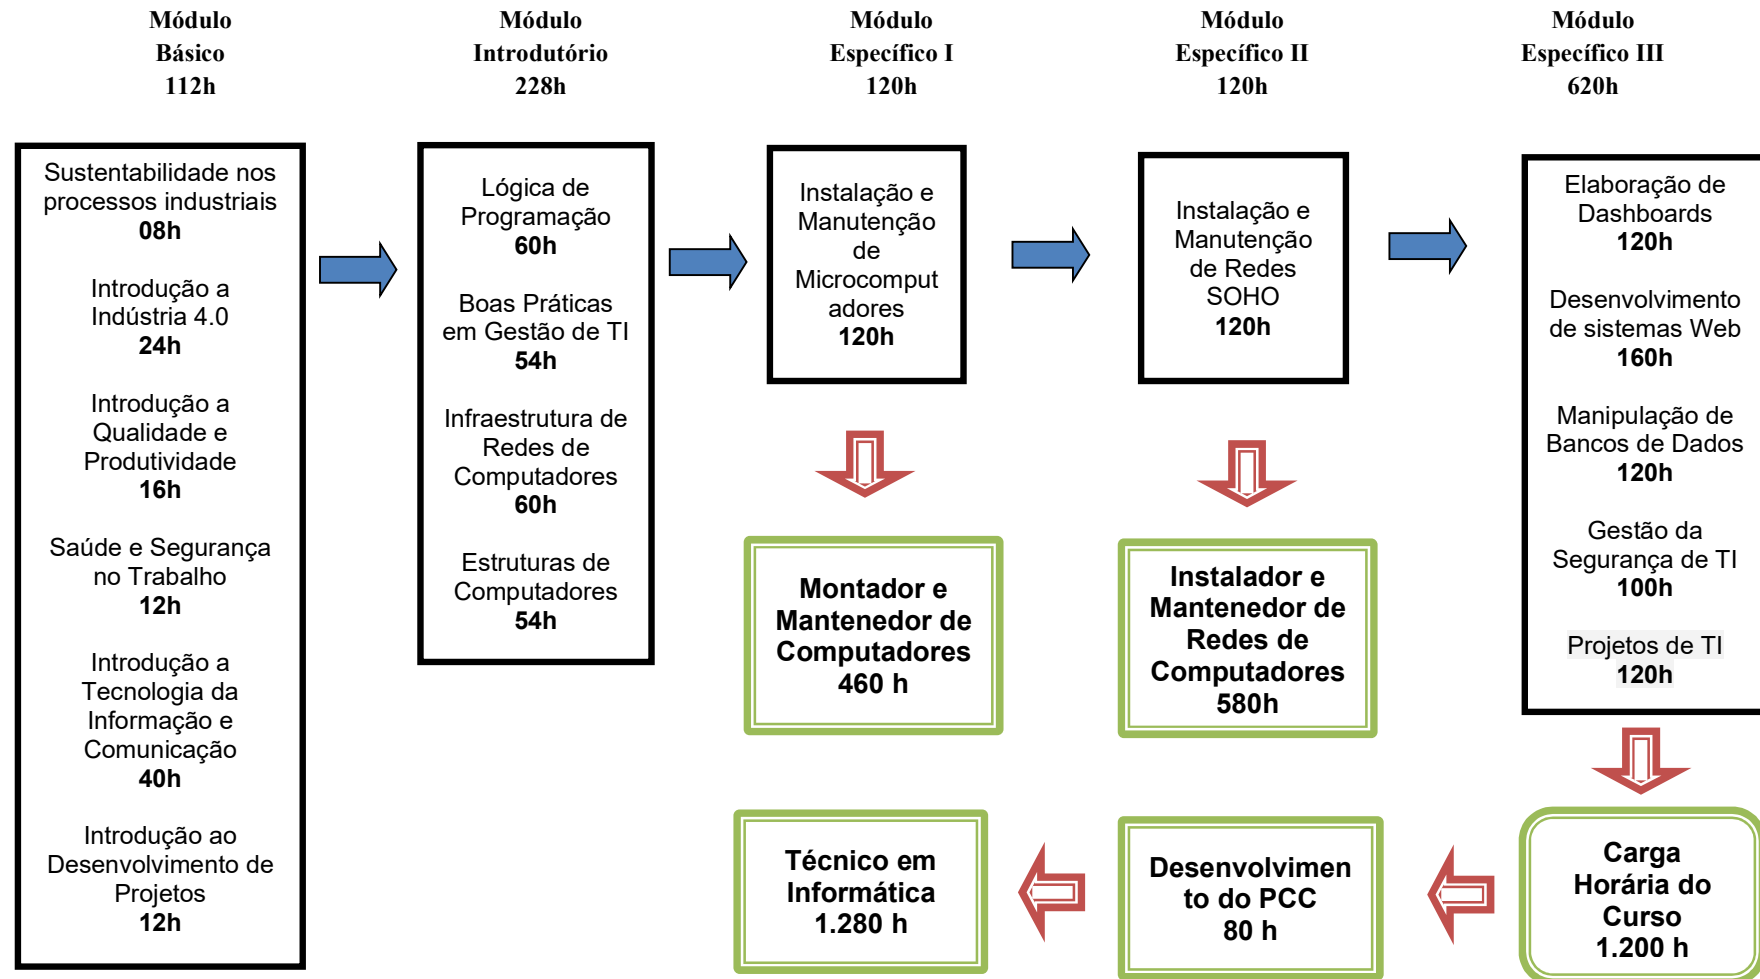 Módulo
Básico
112h
Módulo
Introdutório
228h
Módulo
Específico I
120h
Módulo
Específico II
120h
Módulo
Específico III
620h
Sustentabilidade nos
processos industriais
08h
Introdução a
Indústria 4.0
24h
Introdução a
Qualidade e
Produtividade
16h
Saúde e Segurança
no Trabalho
12h
Introdução a
Tecnologia da
Informação e
Comunicação
40h
Introdução ao
Desenvolvimento de
Projetos
12h
Lógica de
Programação
60h
Boas Práticas
em Gestão de TI
54h
Infraestrutura de
Redes de
Computadores
60h
Estruturas de
Computadores
54h
Instalação e
Manutenção
de
Microcomput
adores
120h
Instalação e
Manutenção
de Redes
SOHO
120h
Elaboração de
Dashboards
120h
Desenvolvimento
de sistemas Web
160h
Manipulação de
Bancos de Dados
120h
Gestão da
Segurança de TI
100h
Projetos de TI
120h
Montador e
Mantenedor de
Computadores
460 h
Instalador e
Mantenedor de
Redes de
Computadores
580h
Carga
Horária do
Curso
1.200 h
Desenvolvimen
to do PCC
80 h
Técnico em
Informática
1.280 h